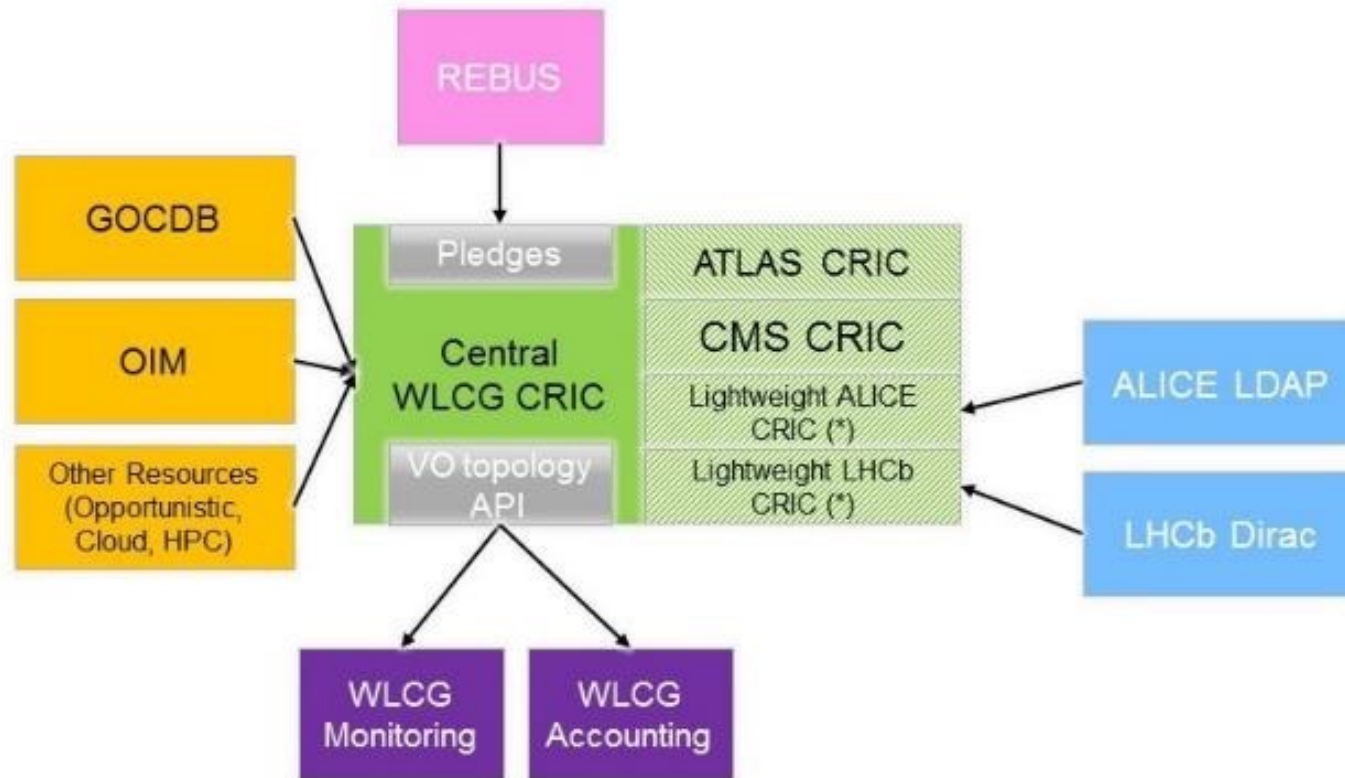 REBUS
GOCDB
OIM
Other Resources
(Opportunistic,
Cloud, HPC)
Pledges
Central
WLCG CRIC
VO topology
API
ATLAS CRIC
CMS CRIC
Lightweight ALICE
CRIC (*)
Lightweight LHCb
CRIC (*)
ALICE LDAP
LHCb Dirac
WLCG
Monitoring
WLCG
Accounting